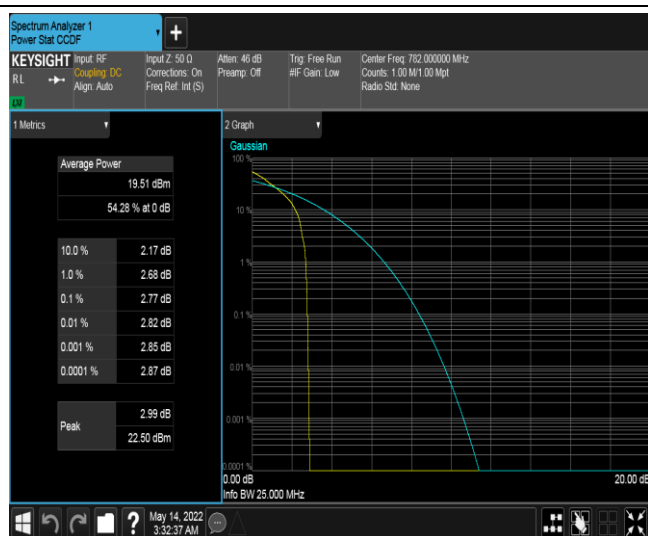 Spectrum Analyzer 1
Power Stat CCDF
+
KEYSIGHT
RL
LXI
Input: RF
Coupling: DC
Align: Auto
Input Z: 50 Ω
Corrections: On
Freq Ref: Int (S)
Atten: 46 dB
Preamp: Off
Trig: Free Run
#IF Gain: Low
Center Freq: 782.000000 MHz
Counts: 1.00 M/1.00 Mpt
Radio Std: None
1 Metrics
Average Power
19.51 dBm
54.28 % at 0 dB
10.0 % 2.17 dB
1.0 % 2.68 dB
0.1 % 2.77 dB
0.01 % 2.82 dB
0.001 % 2.85 dB
0.0001 % 2.87 dB
Peak
2.99 dB
22.50 dBm
2 Graph
Gaussian
100 %
10 %
1 %
0.1 %
0.01 %
0.001 %
0.0001 %
0.00 dB
20.00 dB
Info BW 25.000 MHz
?
May 14, 2022
3:32:37 AM